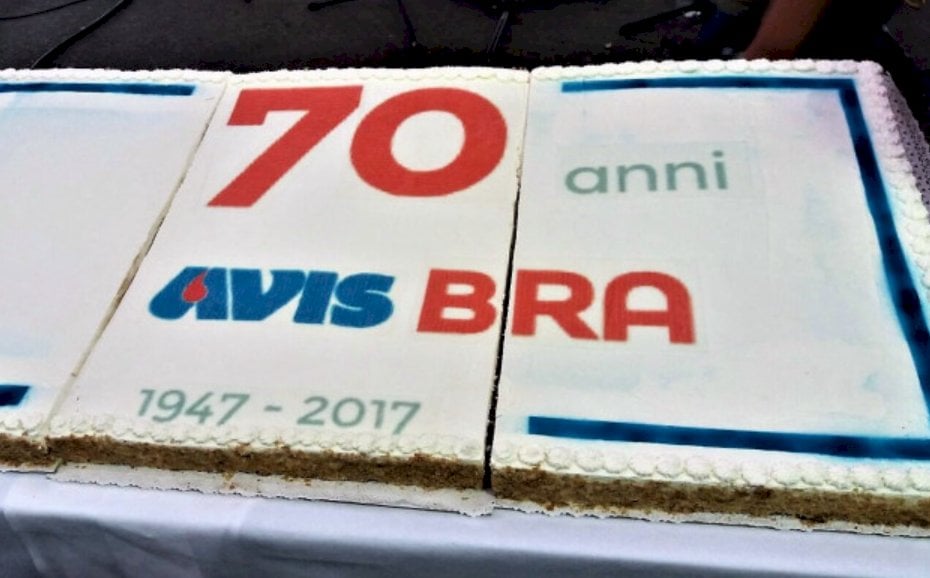 70 anni
AVIS BRA
1947 - 2017